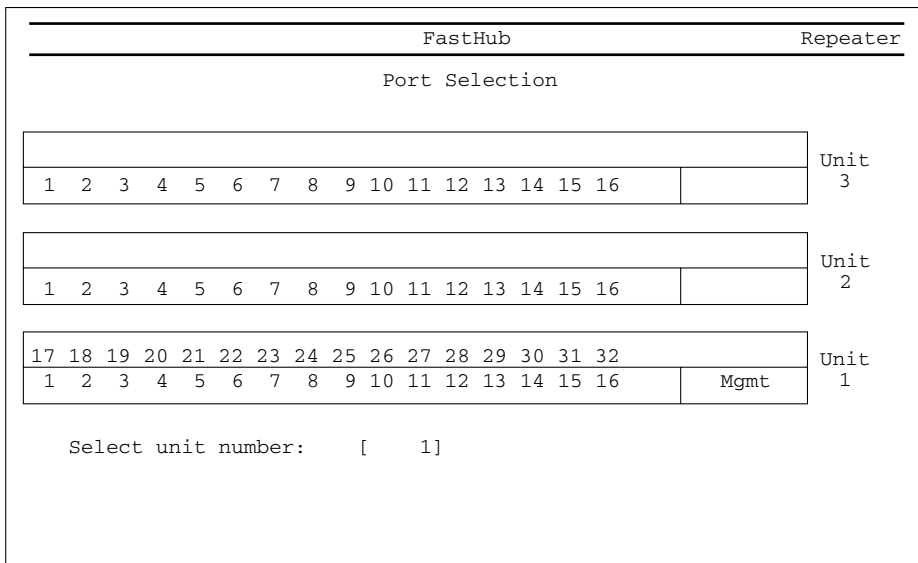 FastHub Repeater
Port Selection
1 2 3 4 5 6 7 8 9 10 11 12 13 14 15 16
Unit
3
1 2 3 4 5 6 7 8 9 10 11 12 13 14 15 16
Unit
2
17 18 19 20 21 22 23 24 25 26 27 28 29 30 31 32
1 2 3 4 5 6 7 8 9 10 11 12 13 14 15 16 Mgmt
Unit
1
Select unit number: [ 1]